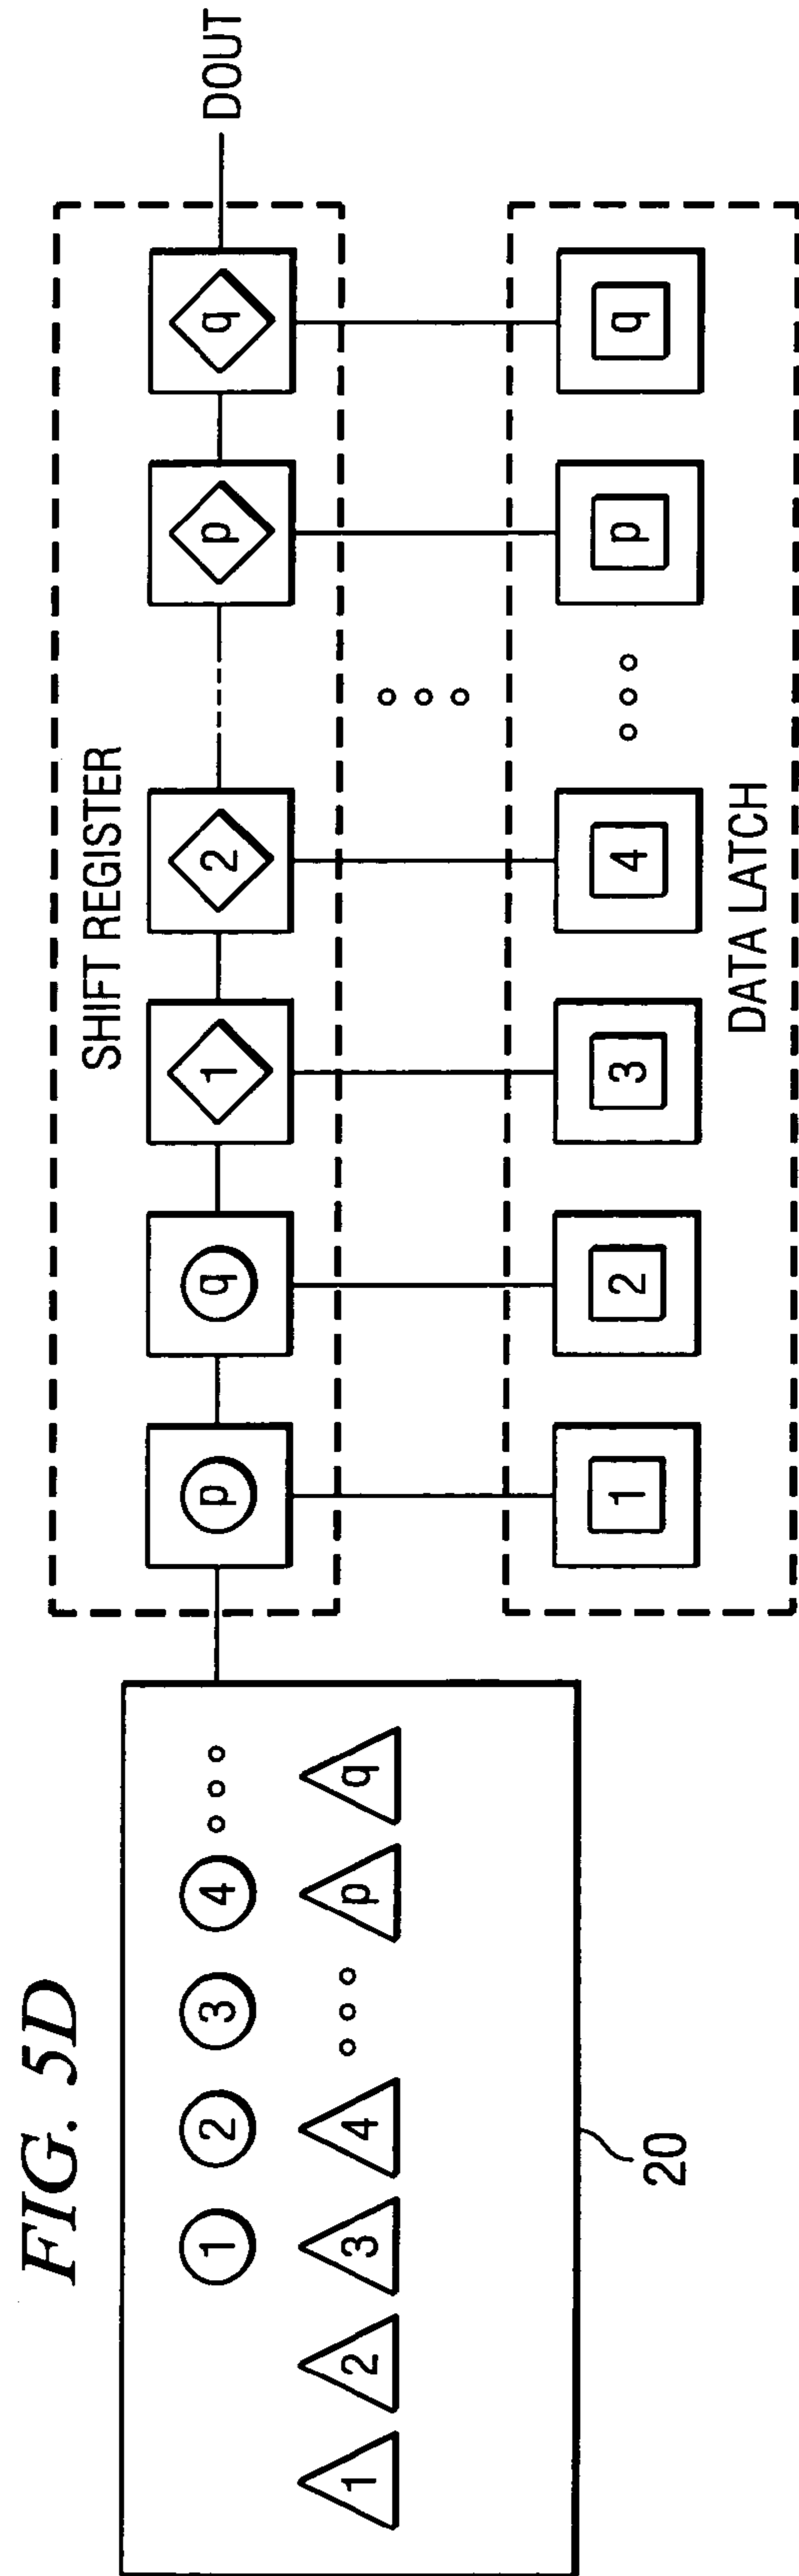 FIG. 5D
SHIFT REGISTER
p q 1 2 p q DOUT
1 2 3 4 p q
DATA LATCH
1 2 3 4
1 2 3 4 p q
20